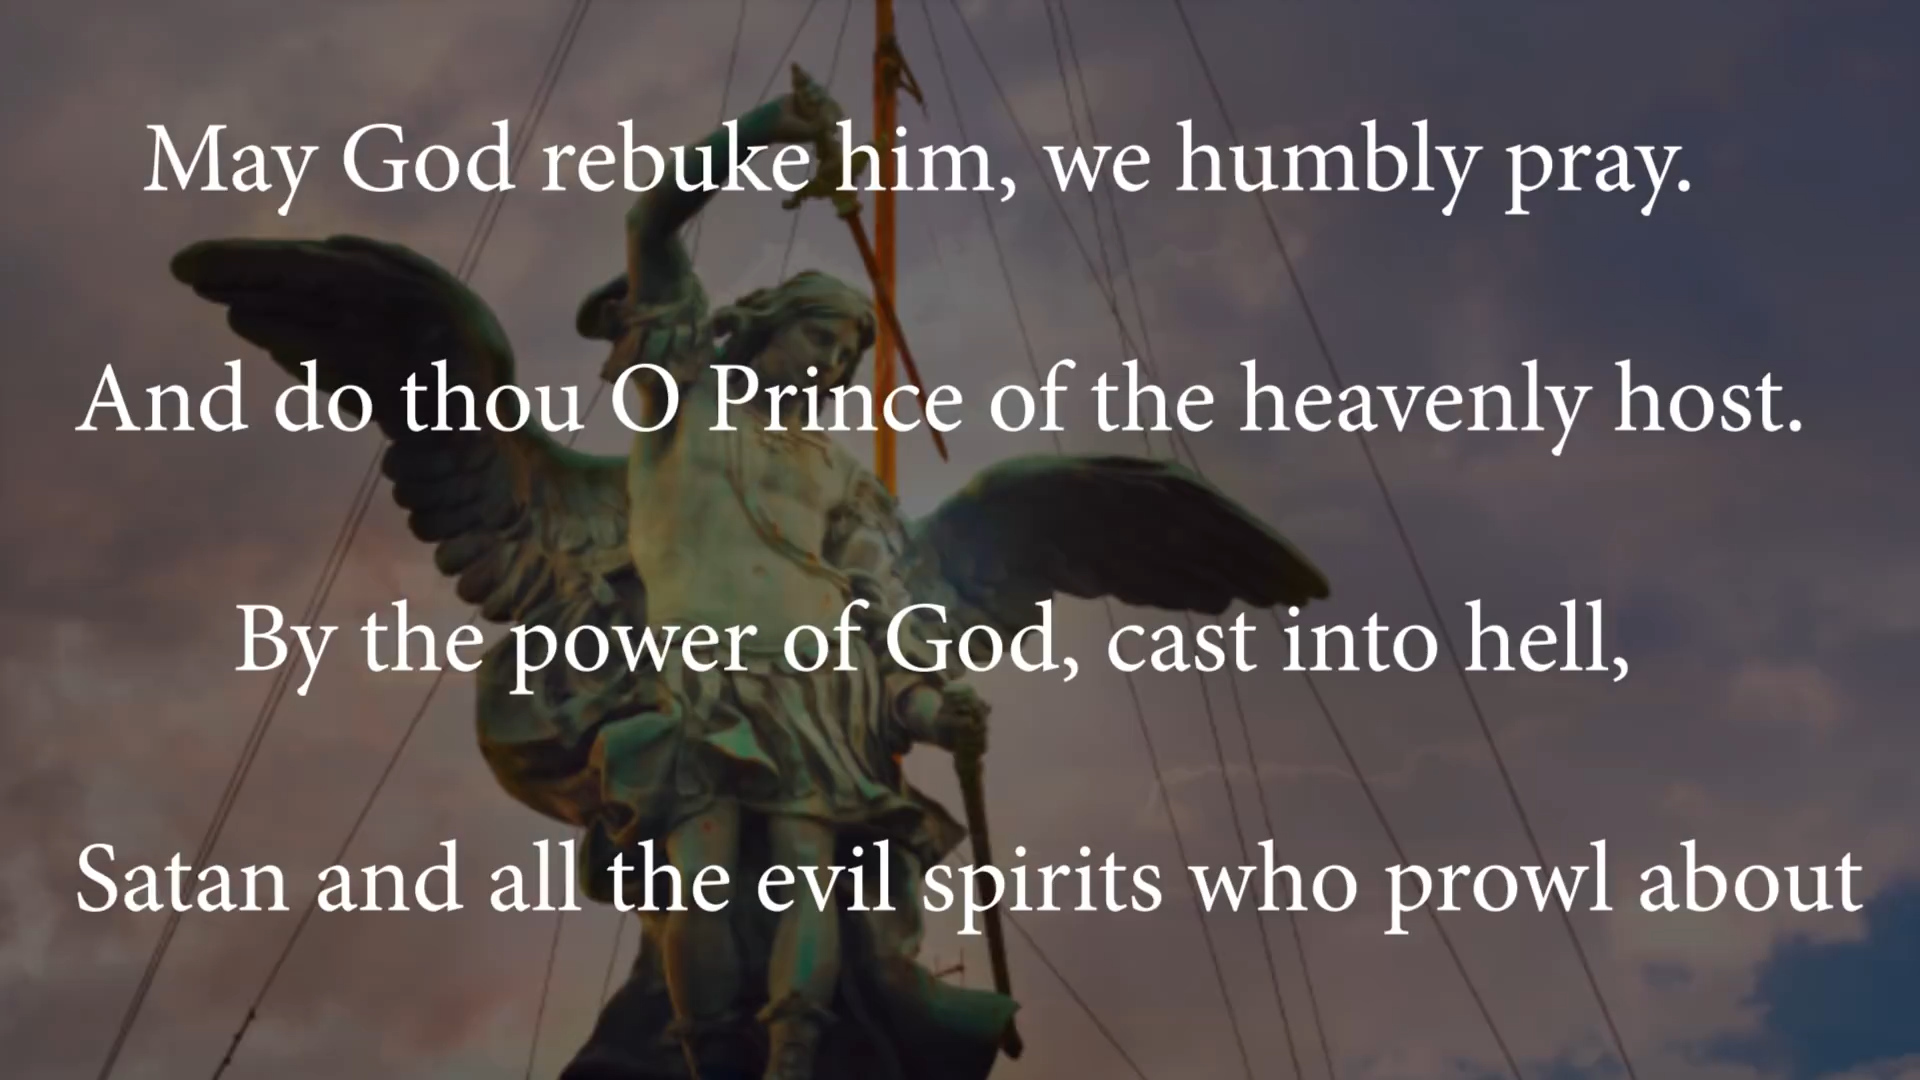 May God rebuke him, we humbly pray.
And do thou O Prince of the heavenly host.
By the power of God, cast into hell,
Satan and all the evil spirits who prowl about